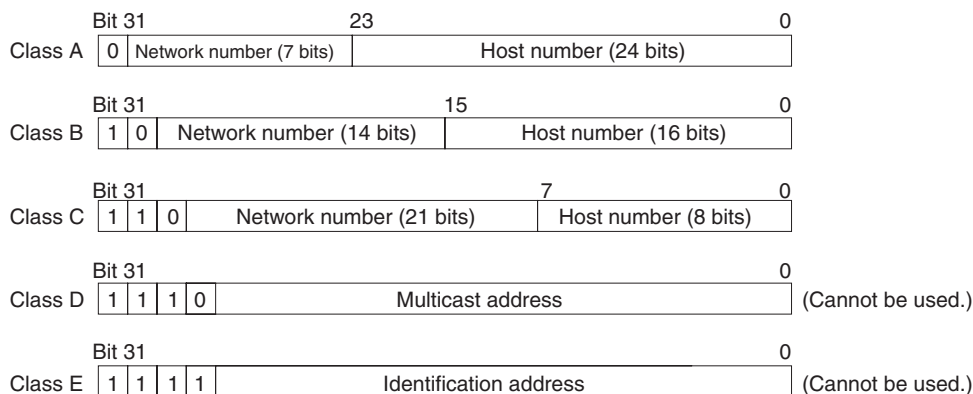 Bit 31 23 0
Class A 0 Network number (7 bits) Host number (24 bits)
Bit 31 15 0
Class B 1 0 Network number (14 bits) Host number (16 bits)
Bit 31 7 0
Class C 1 1 0 Network number (21 bits) Host number (8 bits)
Bit 31 0
Class D 1 1 1 0 Multicast address (Cannot be used.)
Bit 31 0
Class E 1 1 1 1 Identification address (Cannot be used.)